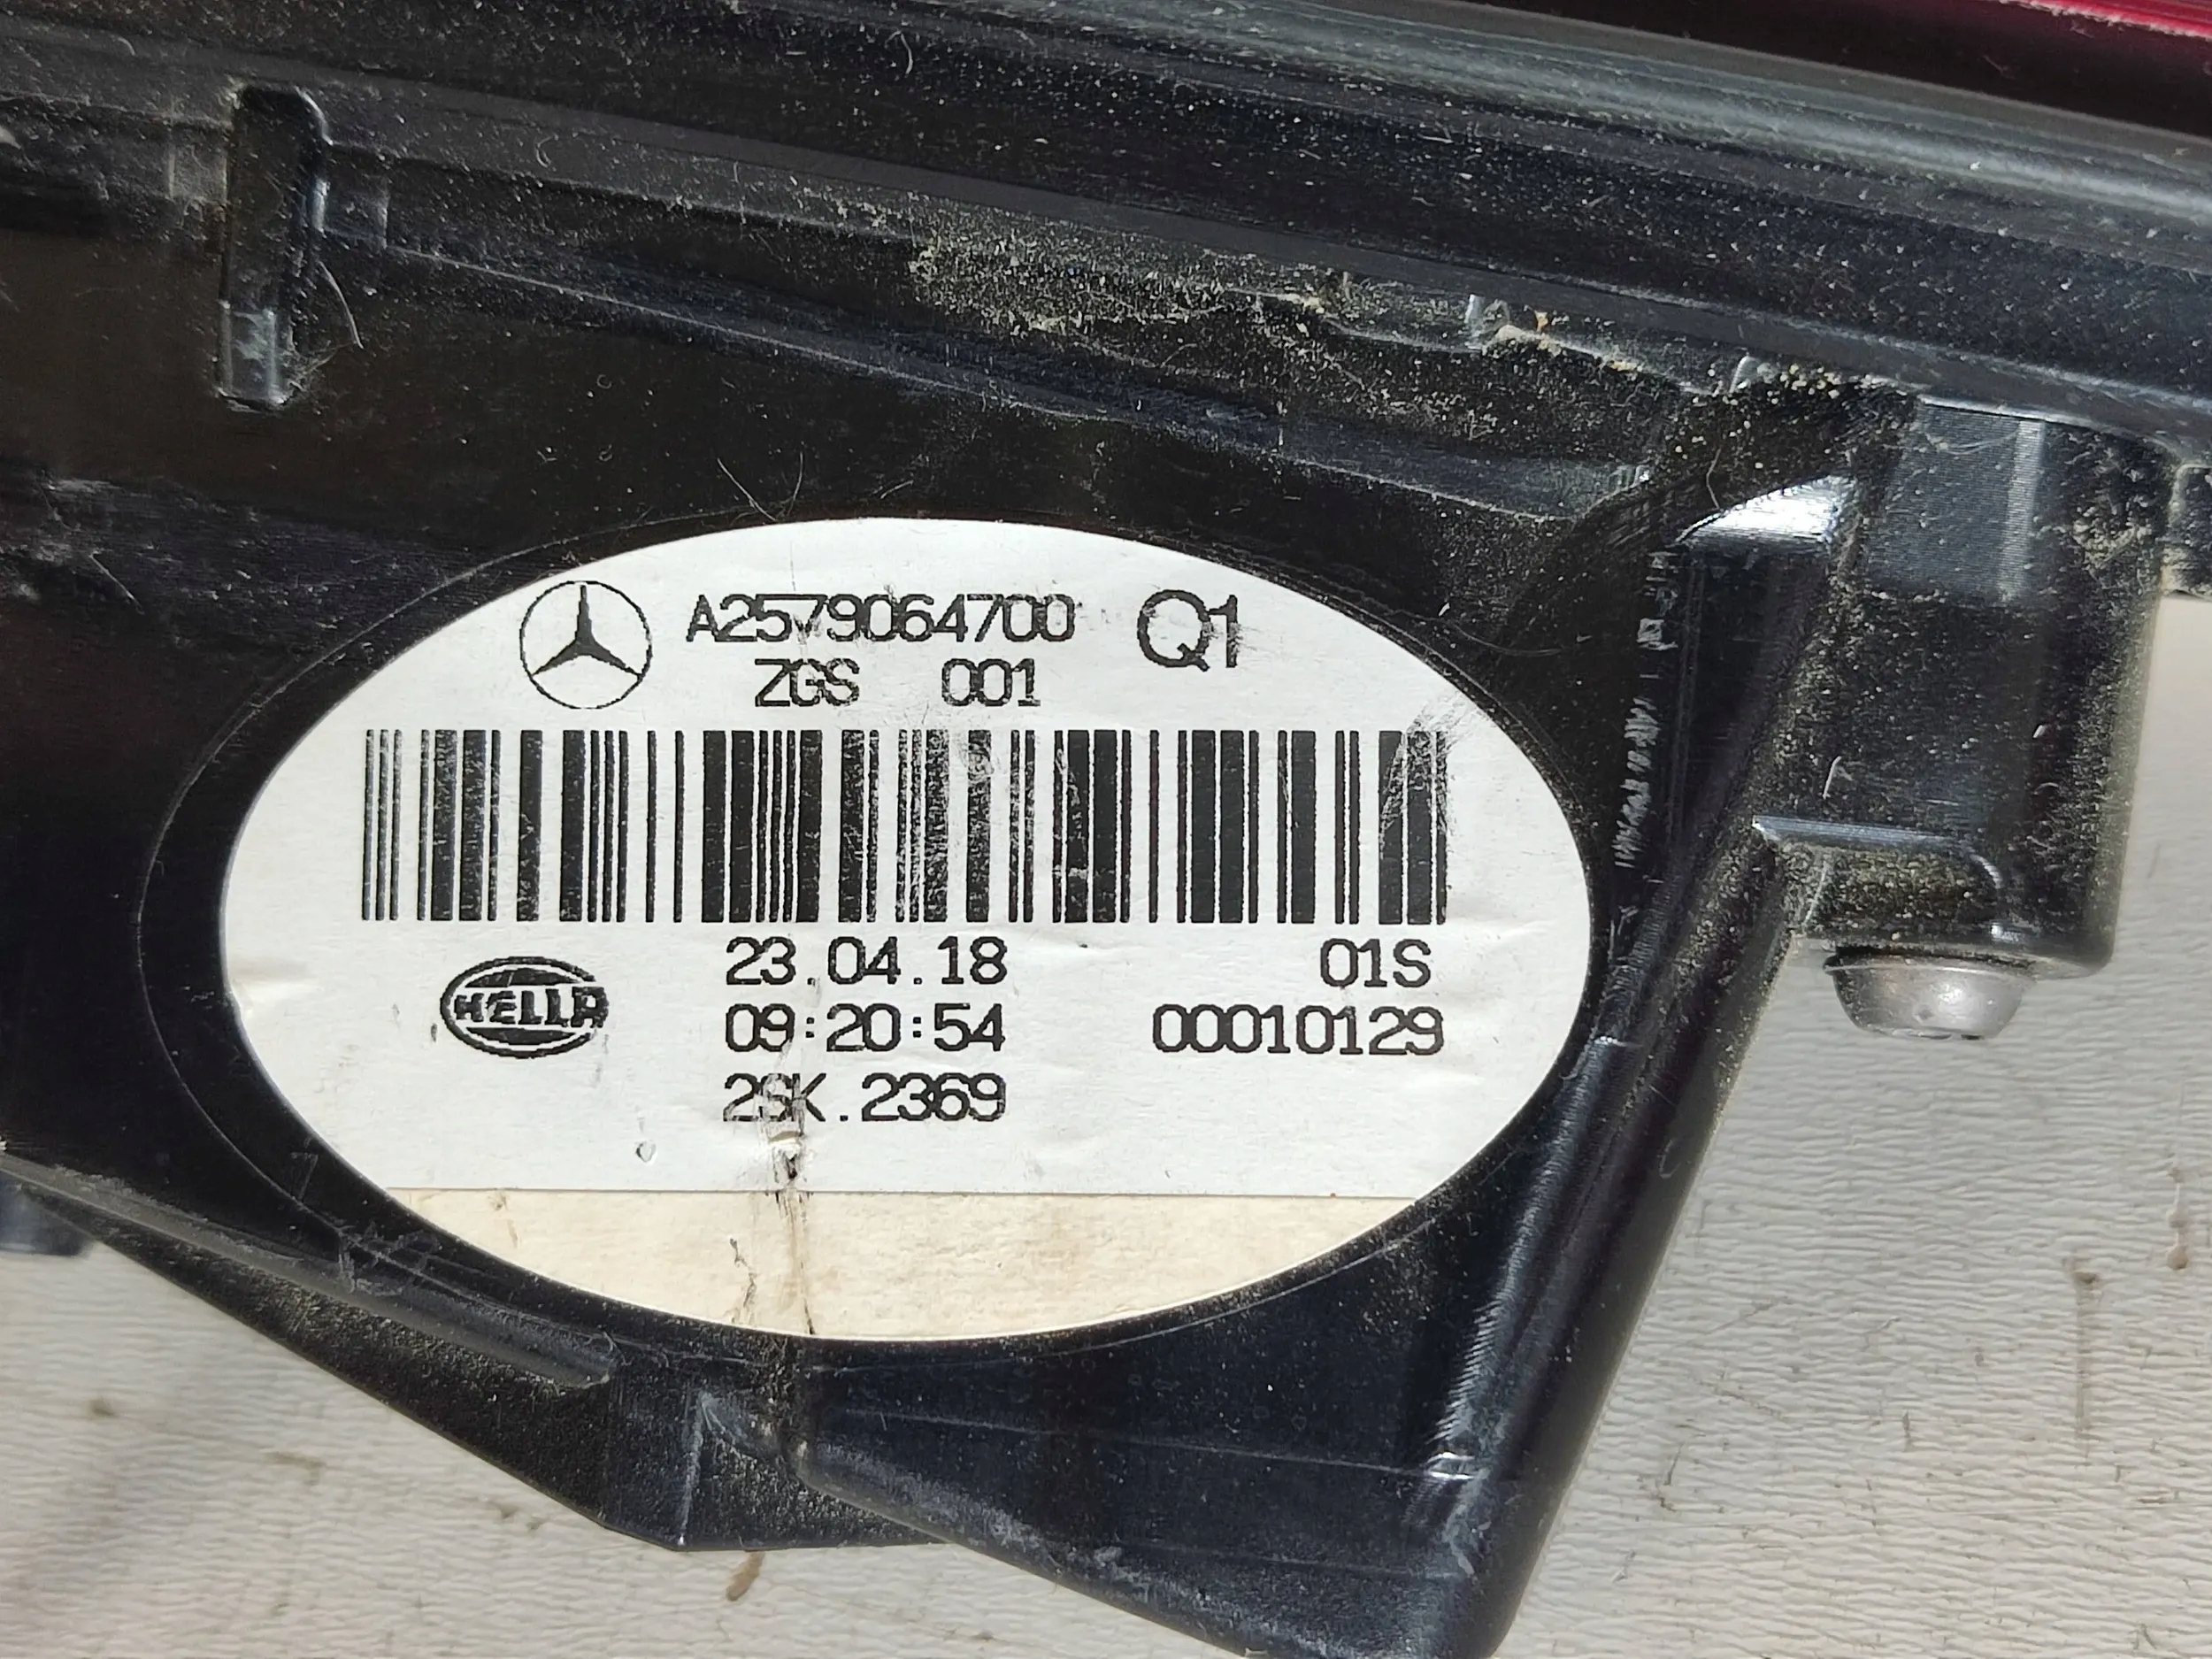 A2579064700 Q1
ZGS 001
23.04.18 01S
HELLA 09:20:54 00010129
2SK.2369